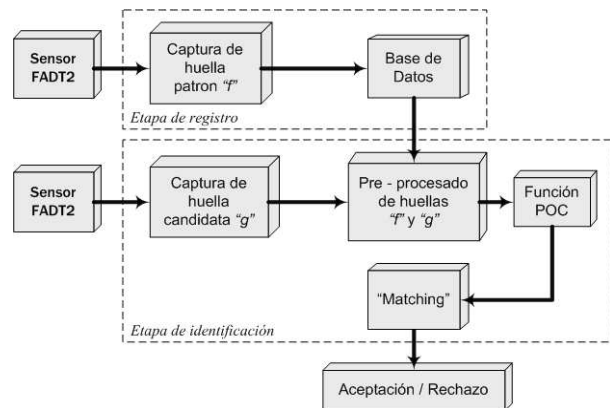 Sensor
FADT2
Captura de
huella
patron “f”
Base de
Datos
Etapa de registro
Sensor
FADT2
Captura de
huella
candidata “g”
Pre - procesado
de huellas
“f” y “g”
Función
POC
“Matching”
Etapa de identificación
Aceptación / Rechazo